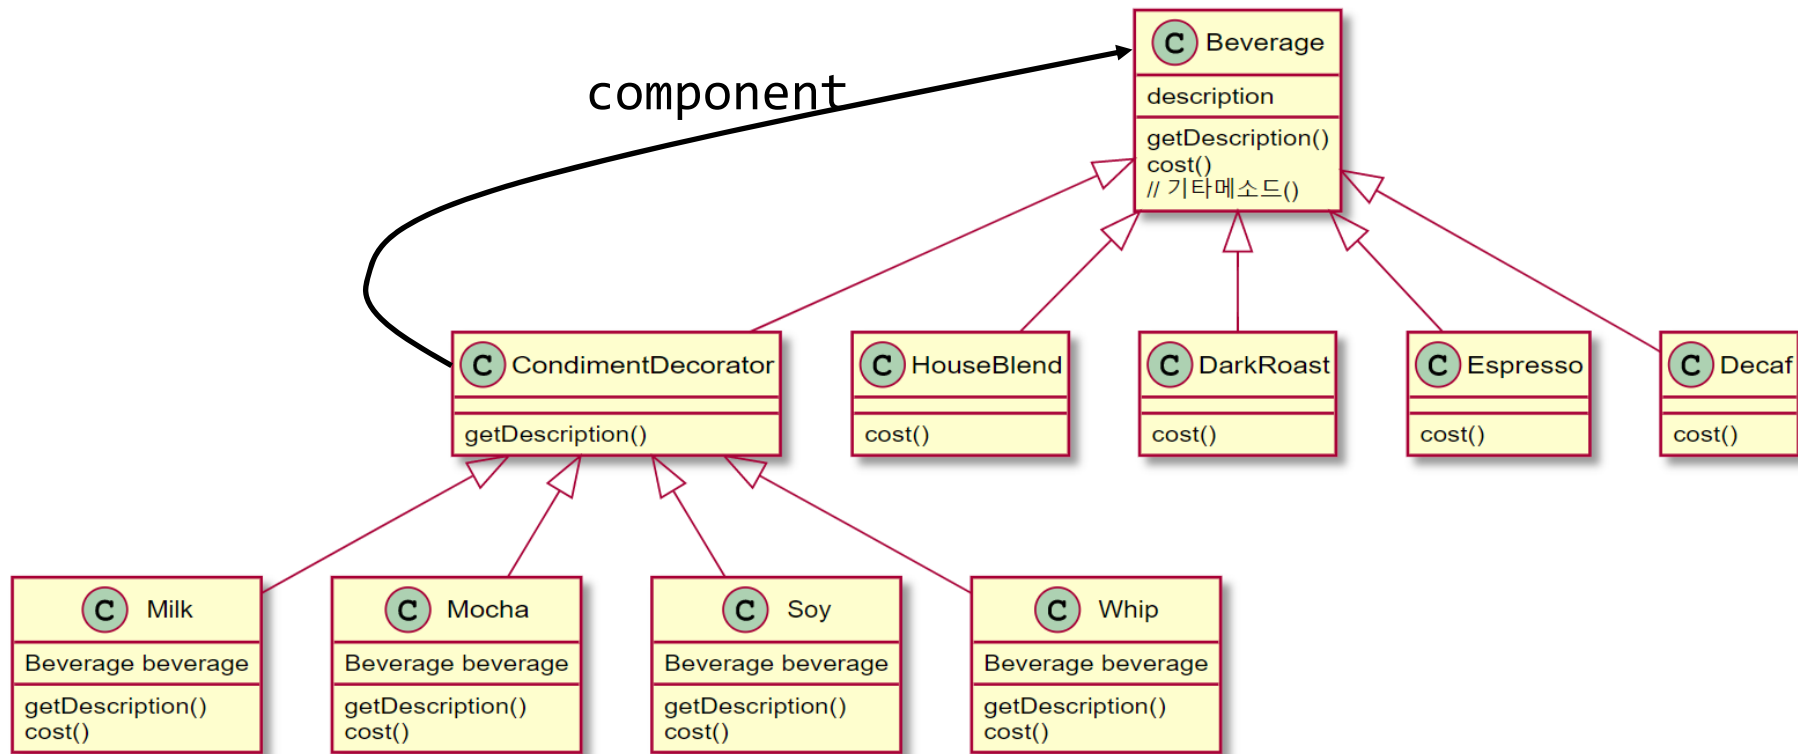 component
C Beverage
description
getDescription()
cost()
// 기타메소드()
C CondimentDecorator
getDescription()
C HouseBlend
cost()
C DarkRoast
cost()
C Espresso
cost()
C Decaf
cost()
C Milk
Beverage beverage
getDescription()
cost()
C Mocha
Beverage beverage
getDescription()
cost()
C Soy
Beverage beverage
getDescription()
cost()
C Whip
Beverage beverage
getDescription()
cost()